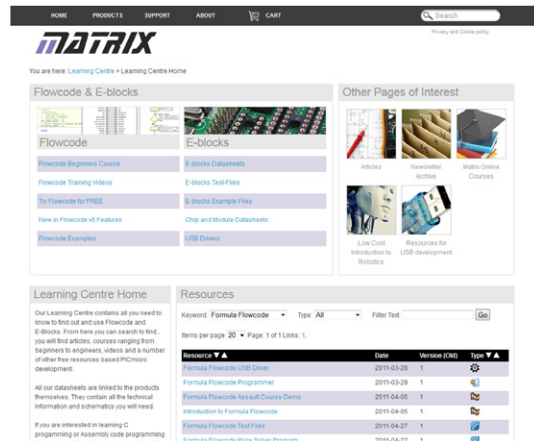 HOME PRODUCTS SUPPORT ABOUT CART Search
Privacy and Cookie policy
MATRIX
You are here: Learning Centre > Learning Centre Home
Flowcode & E-blocks
Flowcode
Flowcode Beginners Course
Flowcode Training Videos
Try Flowcode for FREE
New in Flowcode v5 Features
Flowcode Examples
E-blocks
E-blocks Datasheets
E-blocks Test-Files
E-blocks Example Files
Chip and Module Datasheets
USB Drivers
Other Pages of Interest
Articles
Newsletter
Archive
Matrix Online
Courses
Low Cost
Introduction to
Robotics
Resources for
USB development
Learning Centre Home
Our Learning Centre contains all you need to
know to find out and use Flowcode and
E-Blocks. From here you can search to find ,
you will find articles, courses ranging from
beginners to engineers, videos and a number
of other free resources based PICmicro
development.
All our datasheets are linked to the products
themselves. They contain all the technical
information and schematics you will need.
If you are interested in learning C
progamming or Assembly code programming
Resources
Keyword: Formula Flowcode Type: All Filter Text: Go
Items per page 20 Page: 1 of 1 Links: 1,
Resource ▼▲ Date Version (Old) Type ▼▲
Formula Flowcode USB Driver 2011-03-28 1
Formula Flowcode Programmer 2011-03-29 1
Formula Flowcode Assault Course Demo 2011-04-05 1
Introduction to Formula Flowcode 2011-04-05 1
Formula Flowcode Test Files 2011-04-27 1
Formula Flowcode Maze Solver Program 2011-04-27 1